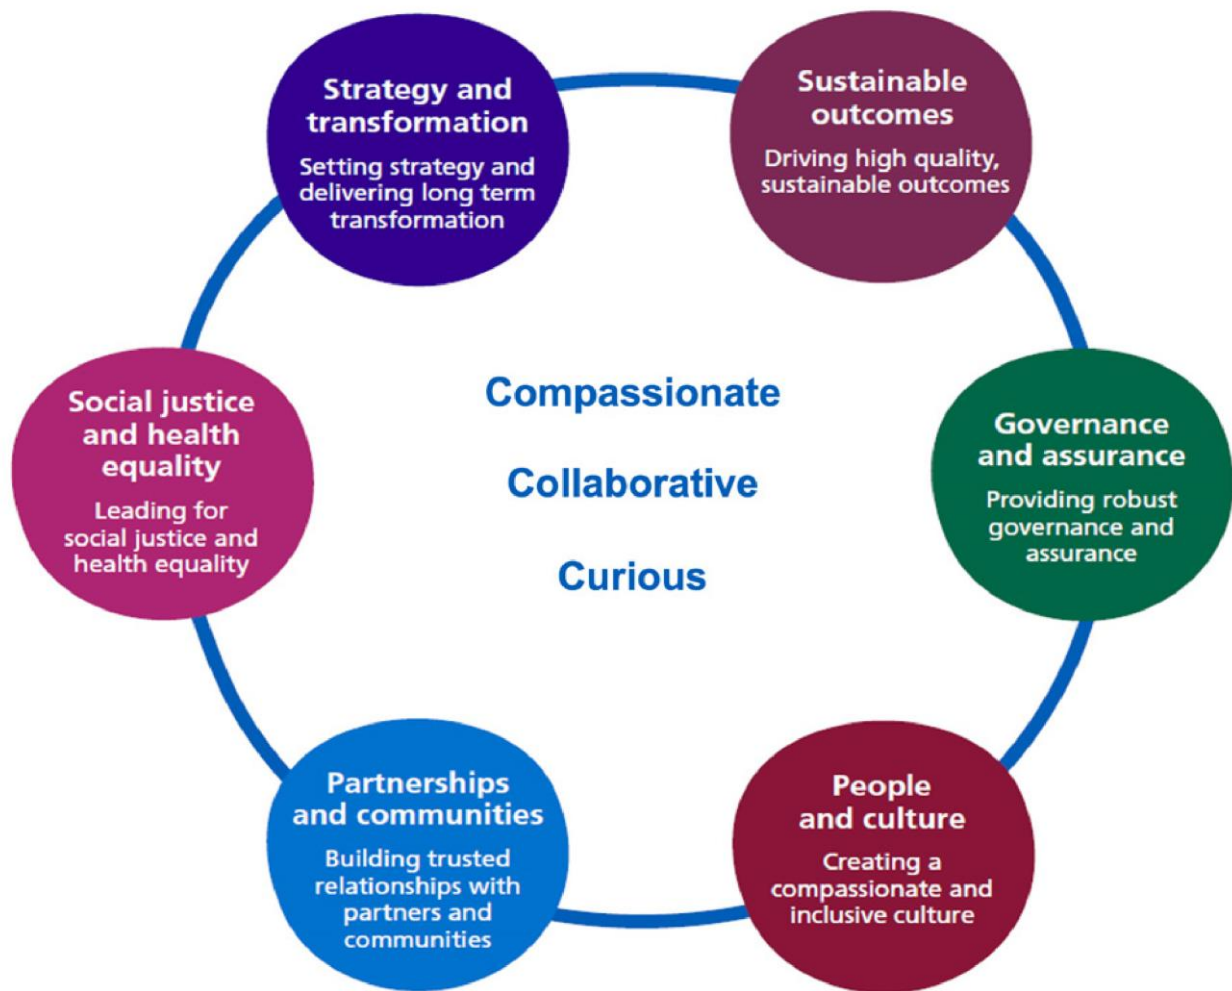 Strategy and
transformation
Setting strategy and
delivering long term
transformation
Sustainable
outcomes
Driving high quality,
sustainable outcomes
Social justice
and health
equality
Leading for
social justice and
health equality
Compassionate
Collaborative
Curious
Governance
and assurance
Providing robust
governance and
assurance
Partnerships
and communities
Building trusted
relationships with
partners and
communities
People
and culture
Creating a
compassionate and
inclusive culture